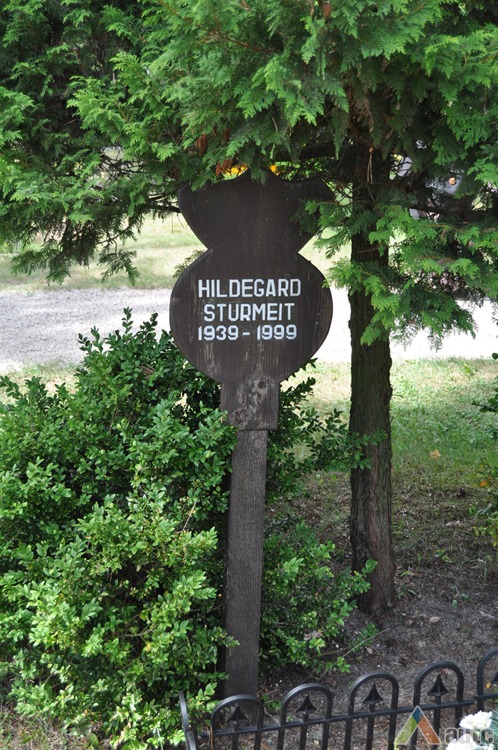 HILDEGARD
STURMEIT
1939 - 1999